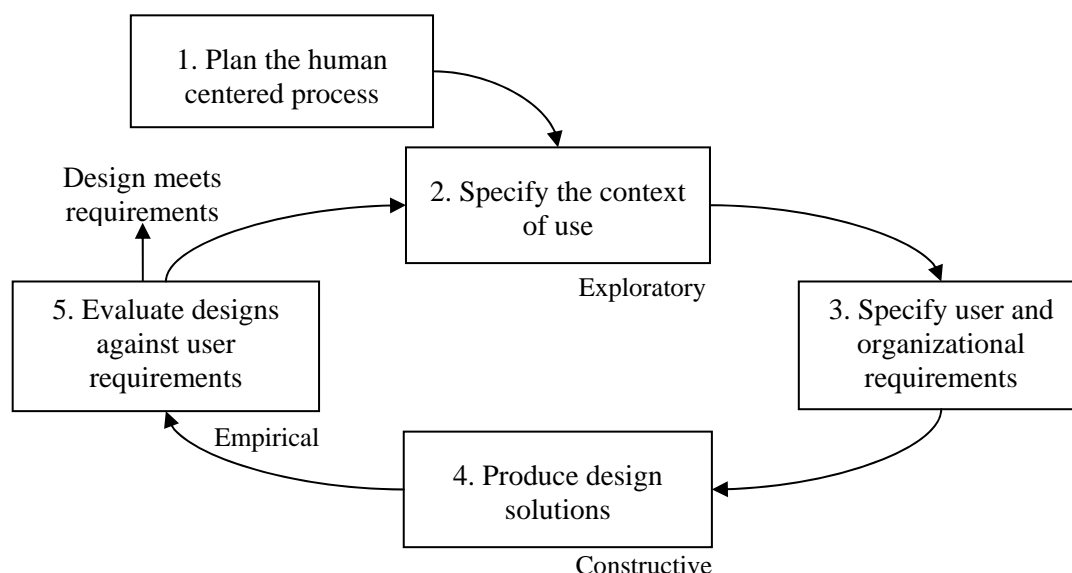 1. Plan the human
centered process
Design meets
requirements
2. Specify the context
of use
Exploratory
3. Specify user and
organizational
requirements
5. Evaluate designs
against user
requirements
Empirical
4. Produce design
solutions
Constructive